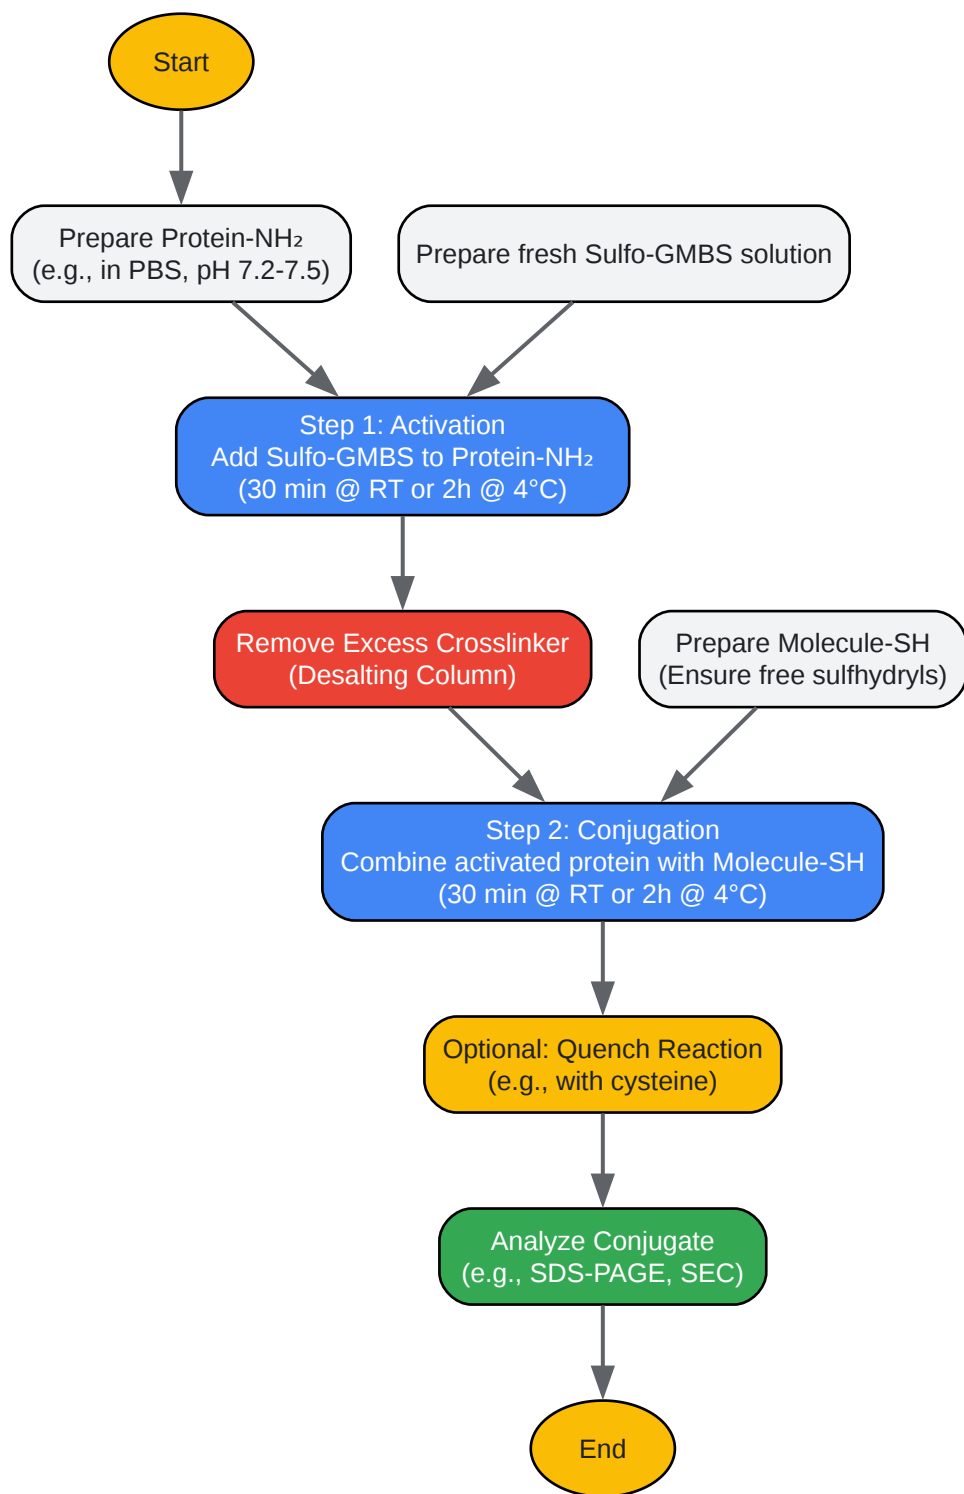 Start
Prepare Protein-NH₂
(e.g., in PBS, pH 7.2-7.5)
Prepare fresh Sulfo-GMBS solution
Step 1: Activation
Add Sulfo-GMBS to Protein-NH₂
(30 min @ RT or 2h @ 4°C)
Remove Excess Crosslinker
(Desalting Column)
Prepare Molecule-SH
(Ensure free sulfhydryls)
Step 2: Conjugation
Combine activated protein with Molecule-SH
(30 min @ RT or 2h @ 4°C)
Optional: Quench Reaction
(e.g., with cysteine)
Analyze Conjugate
(e.g., SDS-PAGE, SEC)
End